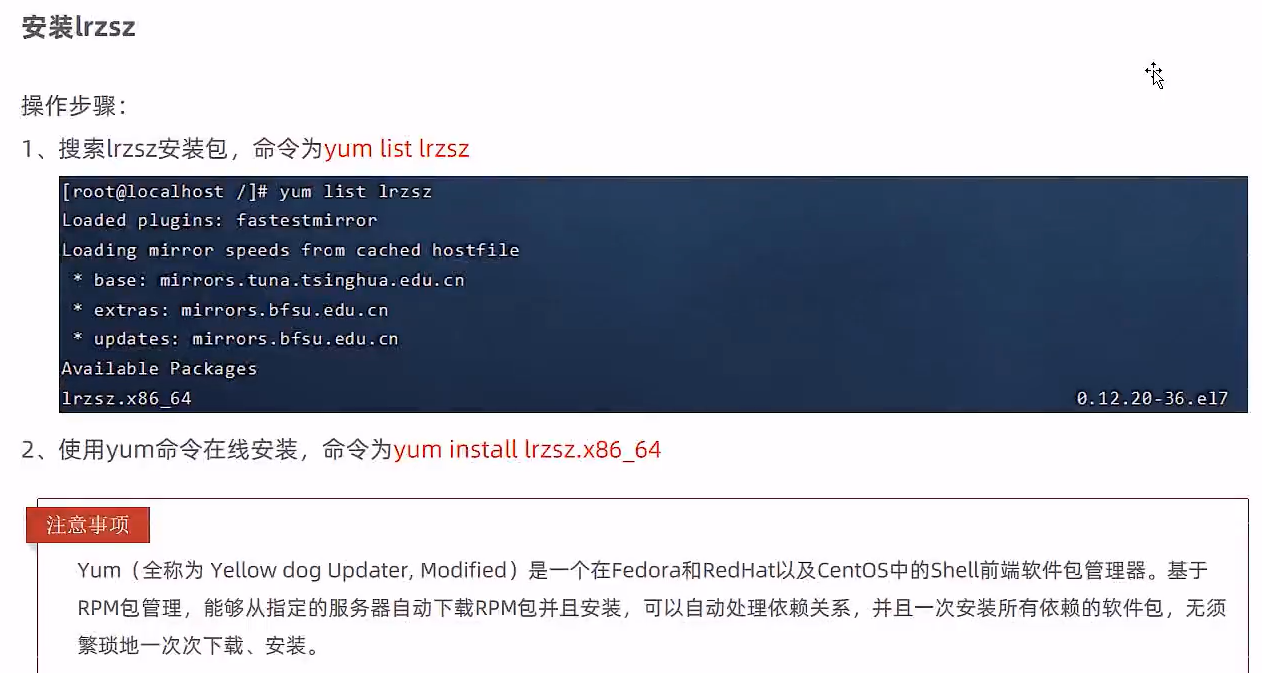 安装lrzsz
操作步骤：
1、搜索lrzsz安装包，命令为yum list lrzsz
[root@localhost /]# yum list lrzsz
Loaded plugins: fastestmirror
Loading mirror speeds from cached hostfile
* base: mirrors.tuna.tsinghua.edu.cn
* extras: mirrors.bfsu.edu.cn
* updates: mirrors.bfsu.edu.cn
Available Packages
lrzsz.x86_64 0.12.20-36.el7
2、使用yum命令在线安装，命令为yum install lrzsz.x86_64
注意事项
Yum（全称为 Yellow dog Updater, Modified）是一个在Fedora和RedHat以及CentOS中的Shell前端软件包管理器。基于
RPM包管理，能够从指定的服务器自动下载RPM包并且安装，可以自动处理依赖关系，并且一次安装所有依赖的软件包，无须
繁琐地一次次下载、安装。